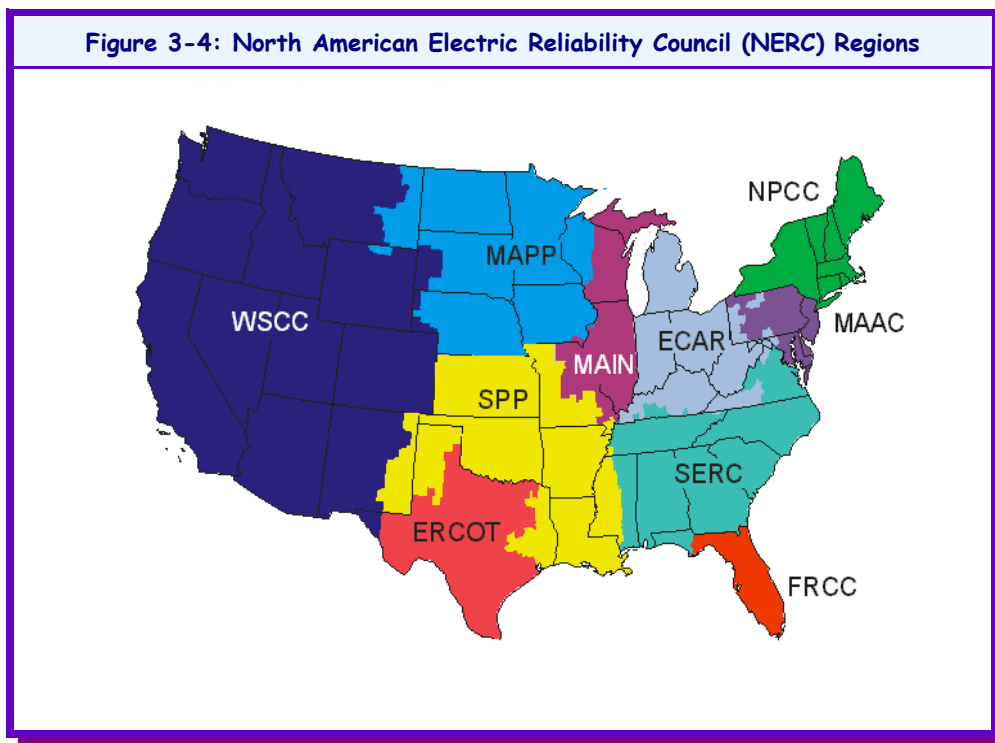 Figure 3-4: North American Electric Reliability Council (NERC) Regions
NPCC
MAPP
WSCC
MAAC
ECAR
MAIN
SPP
SERC
ERCOT
FRCC